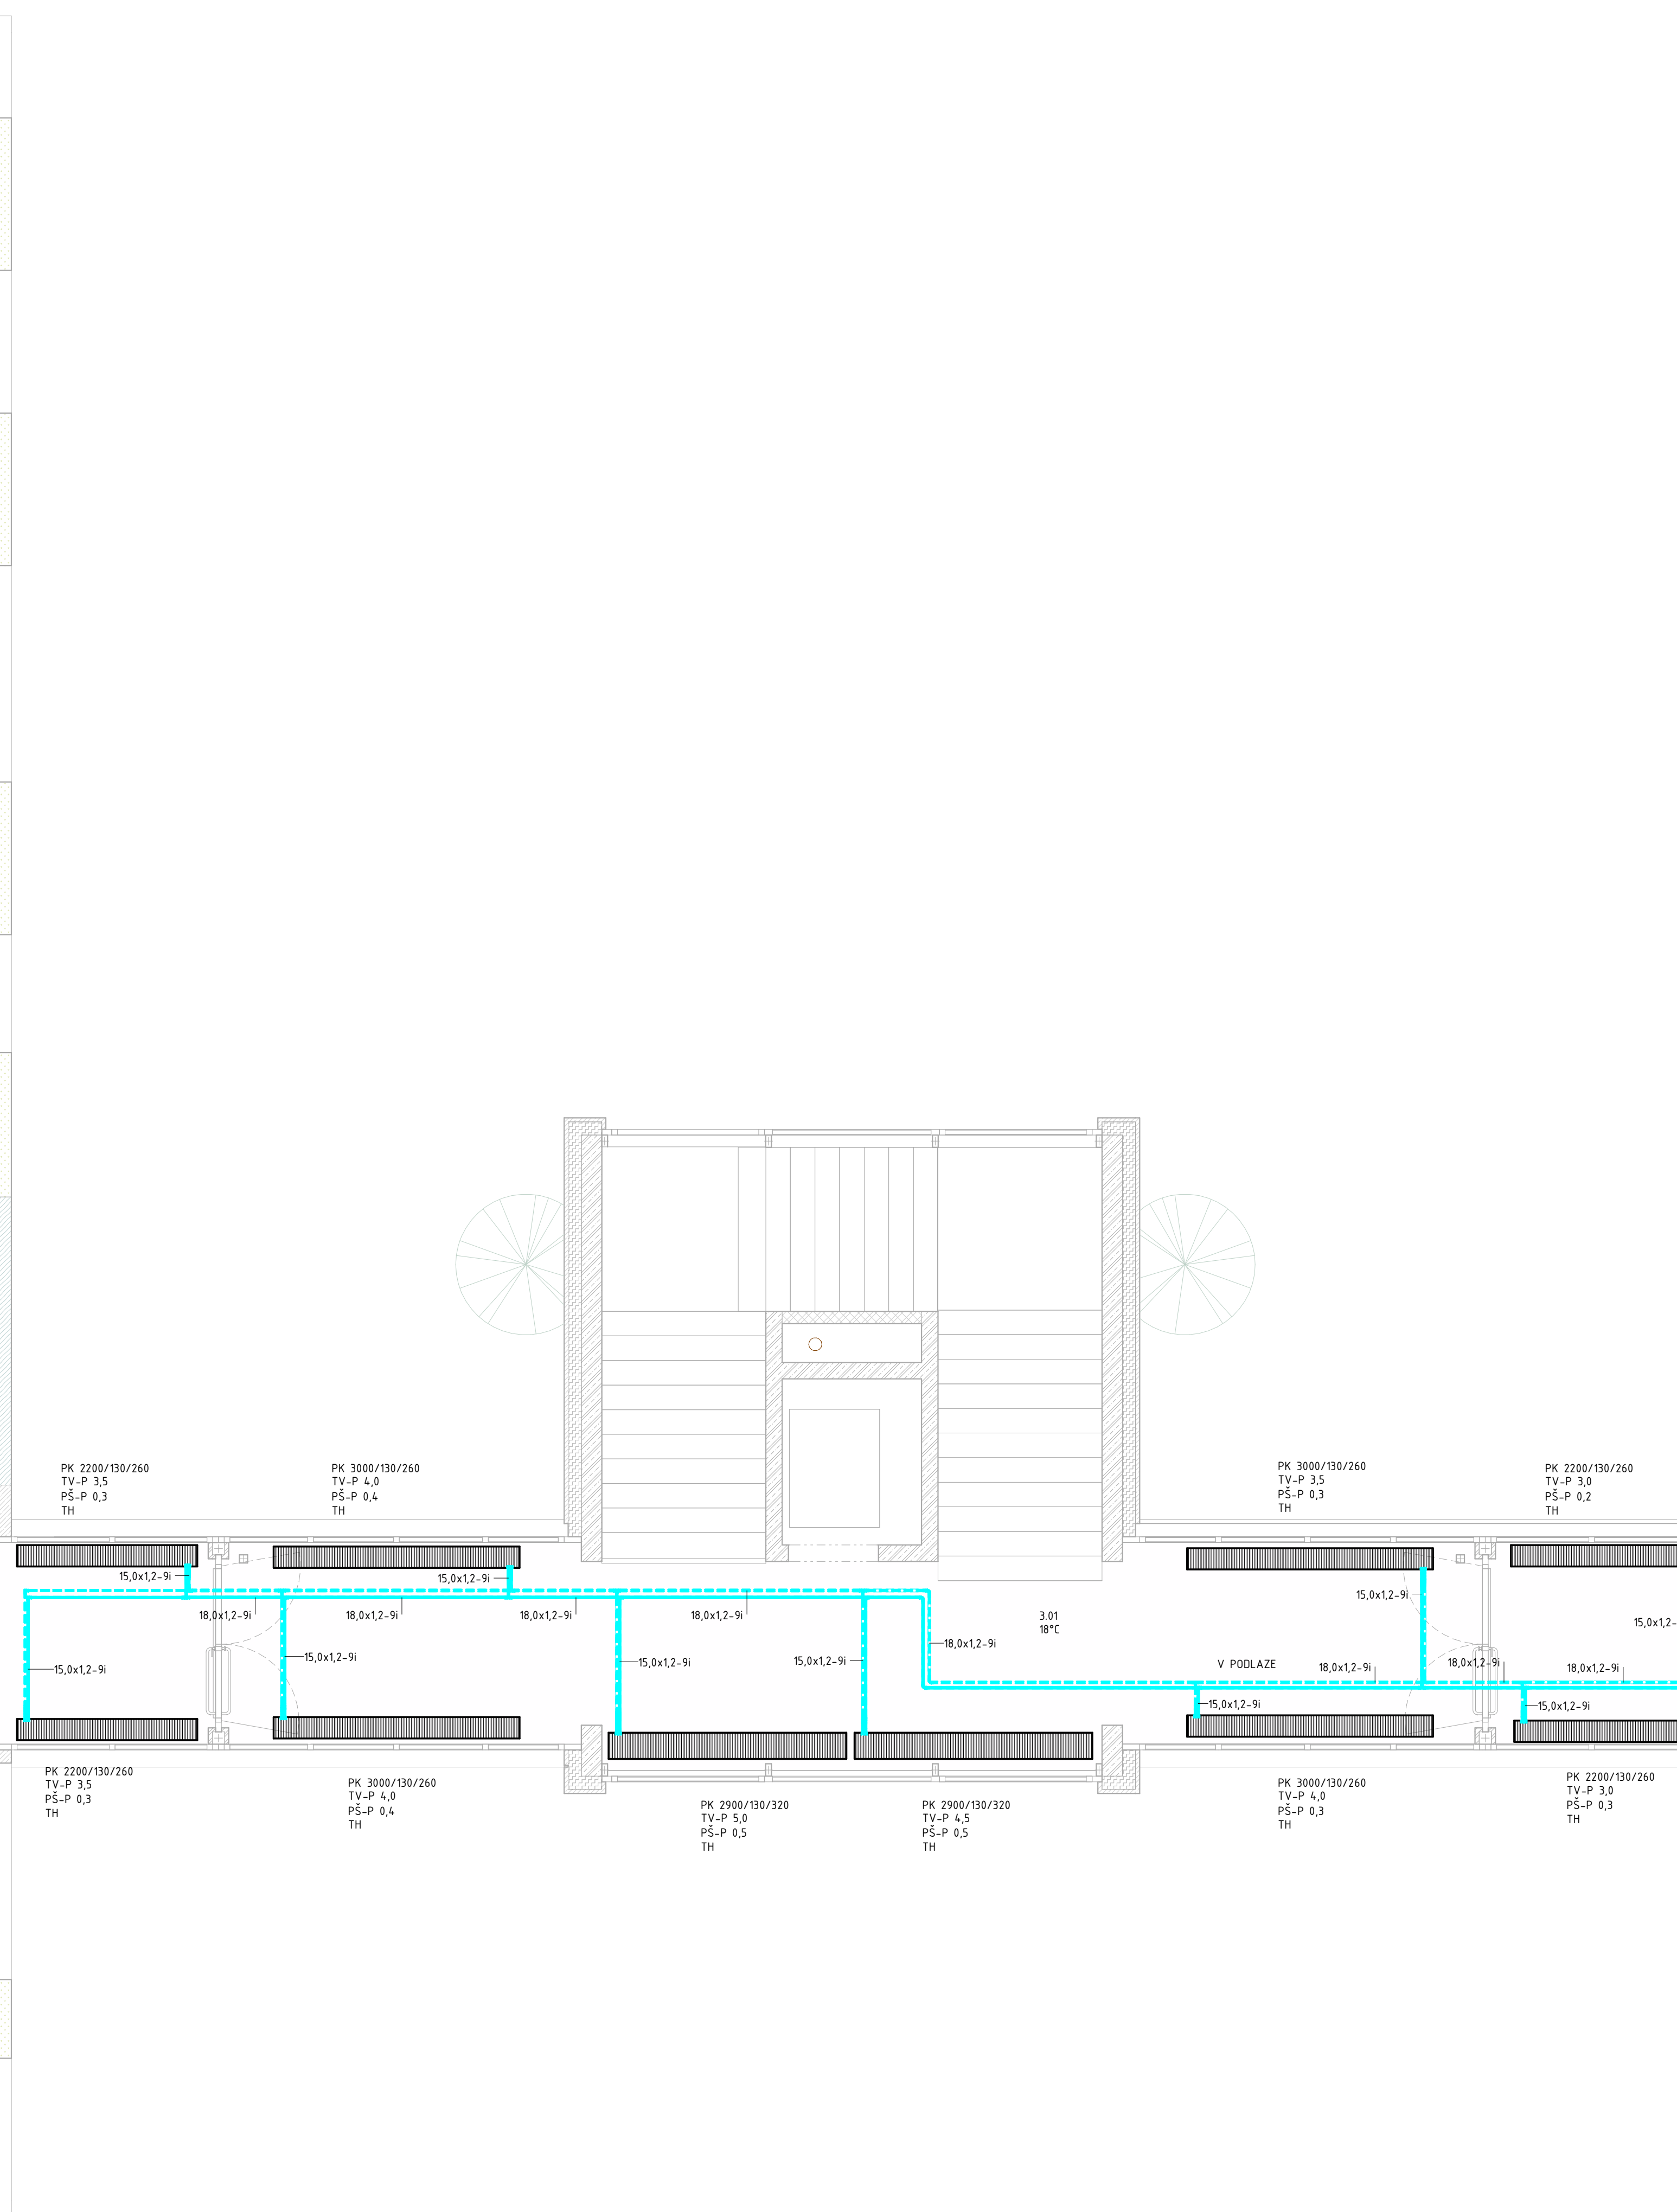 PK 2200/130/260
TV-P 3,5
PŠ-P 0,3
TH
PK 3000/130/260
TV-P 4,0
PŠ-P 0,4
TH
PK 3000/130/260
TV-P 3,5
PŠ-P 0,3
TH
PK 2200/130/260
TV-P 3,0
PŠ-P 0,2
TH
15,0x1,2-9i
15,0x1,2-9i
15,0x1,2-9i
18,0x1,2-9i
18,0x1,2-9i
18,0x1,2-9i
18,0x1,2-9i
3.01
18°C
15,0x1,2-
18,0x1,2-9i
15,0x1,2-9i
15,0x1,2-9i
15,0x1,2-9i
15,0x1,2-9i
V PODLAZE
18,0x1,2-9i
18,0x1,2-9i
18,0x1,2-9i
15,0x1,2-9i
15,0x1,2-9i
PK 2200/130/260
TV-P 3,5
PŠ-P 0,3
TH
PK 3000/130/260
TV-P 4,0
PŠ-P 0,4
TH
PK 2900/130/320
TV-P 5,0
PŠ-P 0,5
TH
PK 2900/130/320
TV-P 4,5
PŠ-P 0,5
TH
PK 3000/130/260
TV-P 4,0
PŠ-P 0,3
TH
PK 2200/130/260
TV-P 3,0
PŠ-P 0,3
TH